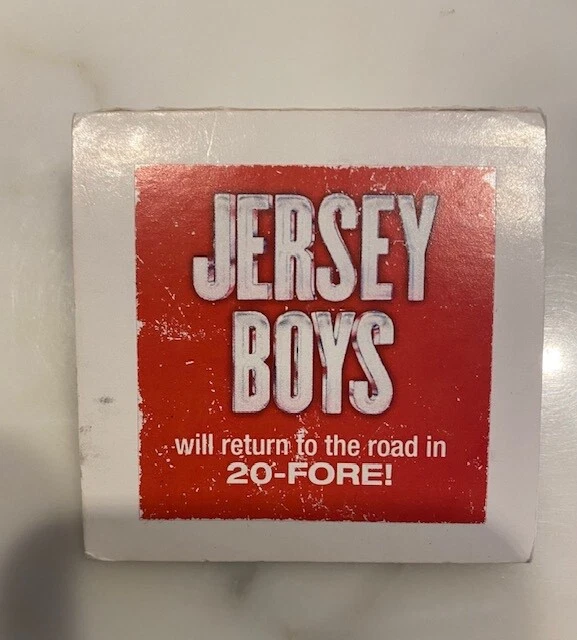 JERSEY
BOYS
will return to the road in
20-FORE!